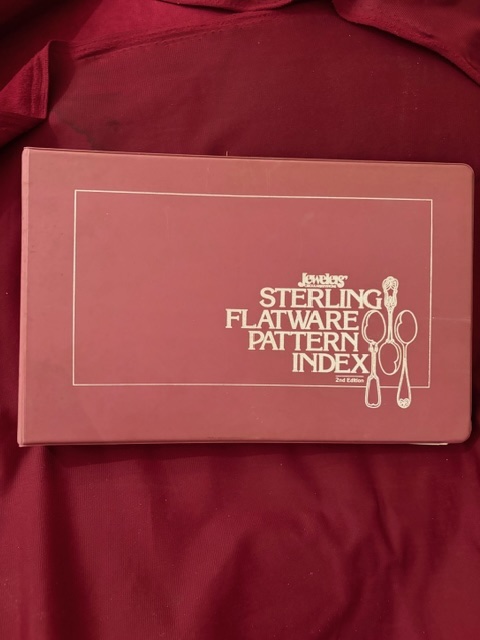 Jewelers'
STERLING
FLATWARE
PATTERN
INDEX
2nd Edition